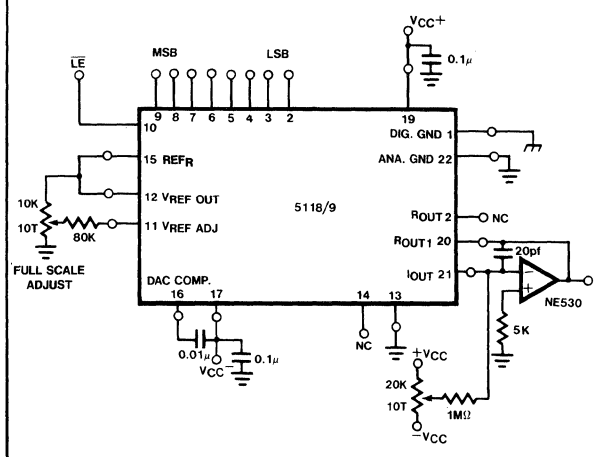 VCC+
MSB LSB
LE
0.1μ
9 8 7 6 5 4 3 2 19
10
DIG. GND 1
15 REFR
ANA. GND 22
12 VREF OUT
5118/9
10K
10T
80K
11 VREF ADJ
ROUT2 NC
ROUT1 20
20pf
FULL SCALE
ADJUST
IOUT 21
−
+
NE530
DAC COMP.
16 17 14 13
5K
0.01μ
0.1μ
VCC−
NC
+VCC
20K
10T
1MΩ
−VCC